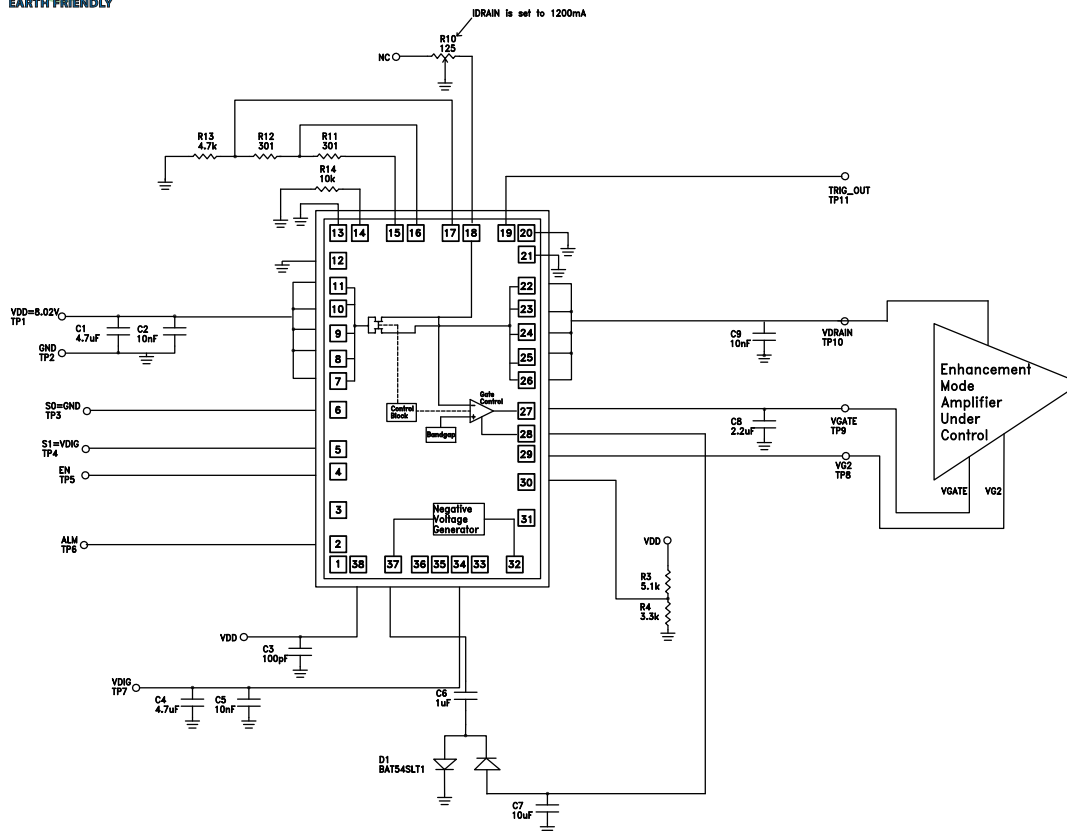 EARTH FRIENDLY
IDRAIN is set to 1200mA
R10
125
NC
R13
4.7k
R12
301
R11
301
R14
10k
TRIG_OUT
TP11
13 14 15 16 17 18 19 20
12
21
11
22
10
23
9
24
8
25
7
26
6
27
5
28
4
29
3
30
2
31
1 38 37 36 35 34 33 32
VDD=8.02V
TP1
C1
4.7uF
C2
10nF
GND
TP2
S0=GND
TP3
S1=VDIG
TP4
EN
TP5
ALM
TP6
Control
Block
Gate
Control
Bandgap
Negative
Voltage
Generator
C9
10nF
VDRAIN
TP10
C8
2.2uF
VGATE
TP9
VG2
TP8
Enhancement
Mode
Amplifier
Under
Control
VGATE
VG2
VDD
R3
5.1k
R4
3.3k
VDD
C3
100pF
VDIG
TP7
C4
4.7uF
C5
10nF
C6
1uF
D1
BAT54SLT1
C7
10uF